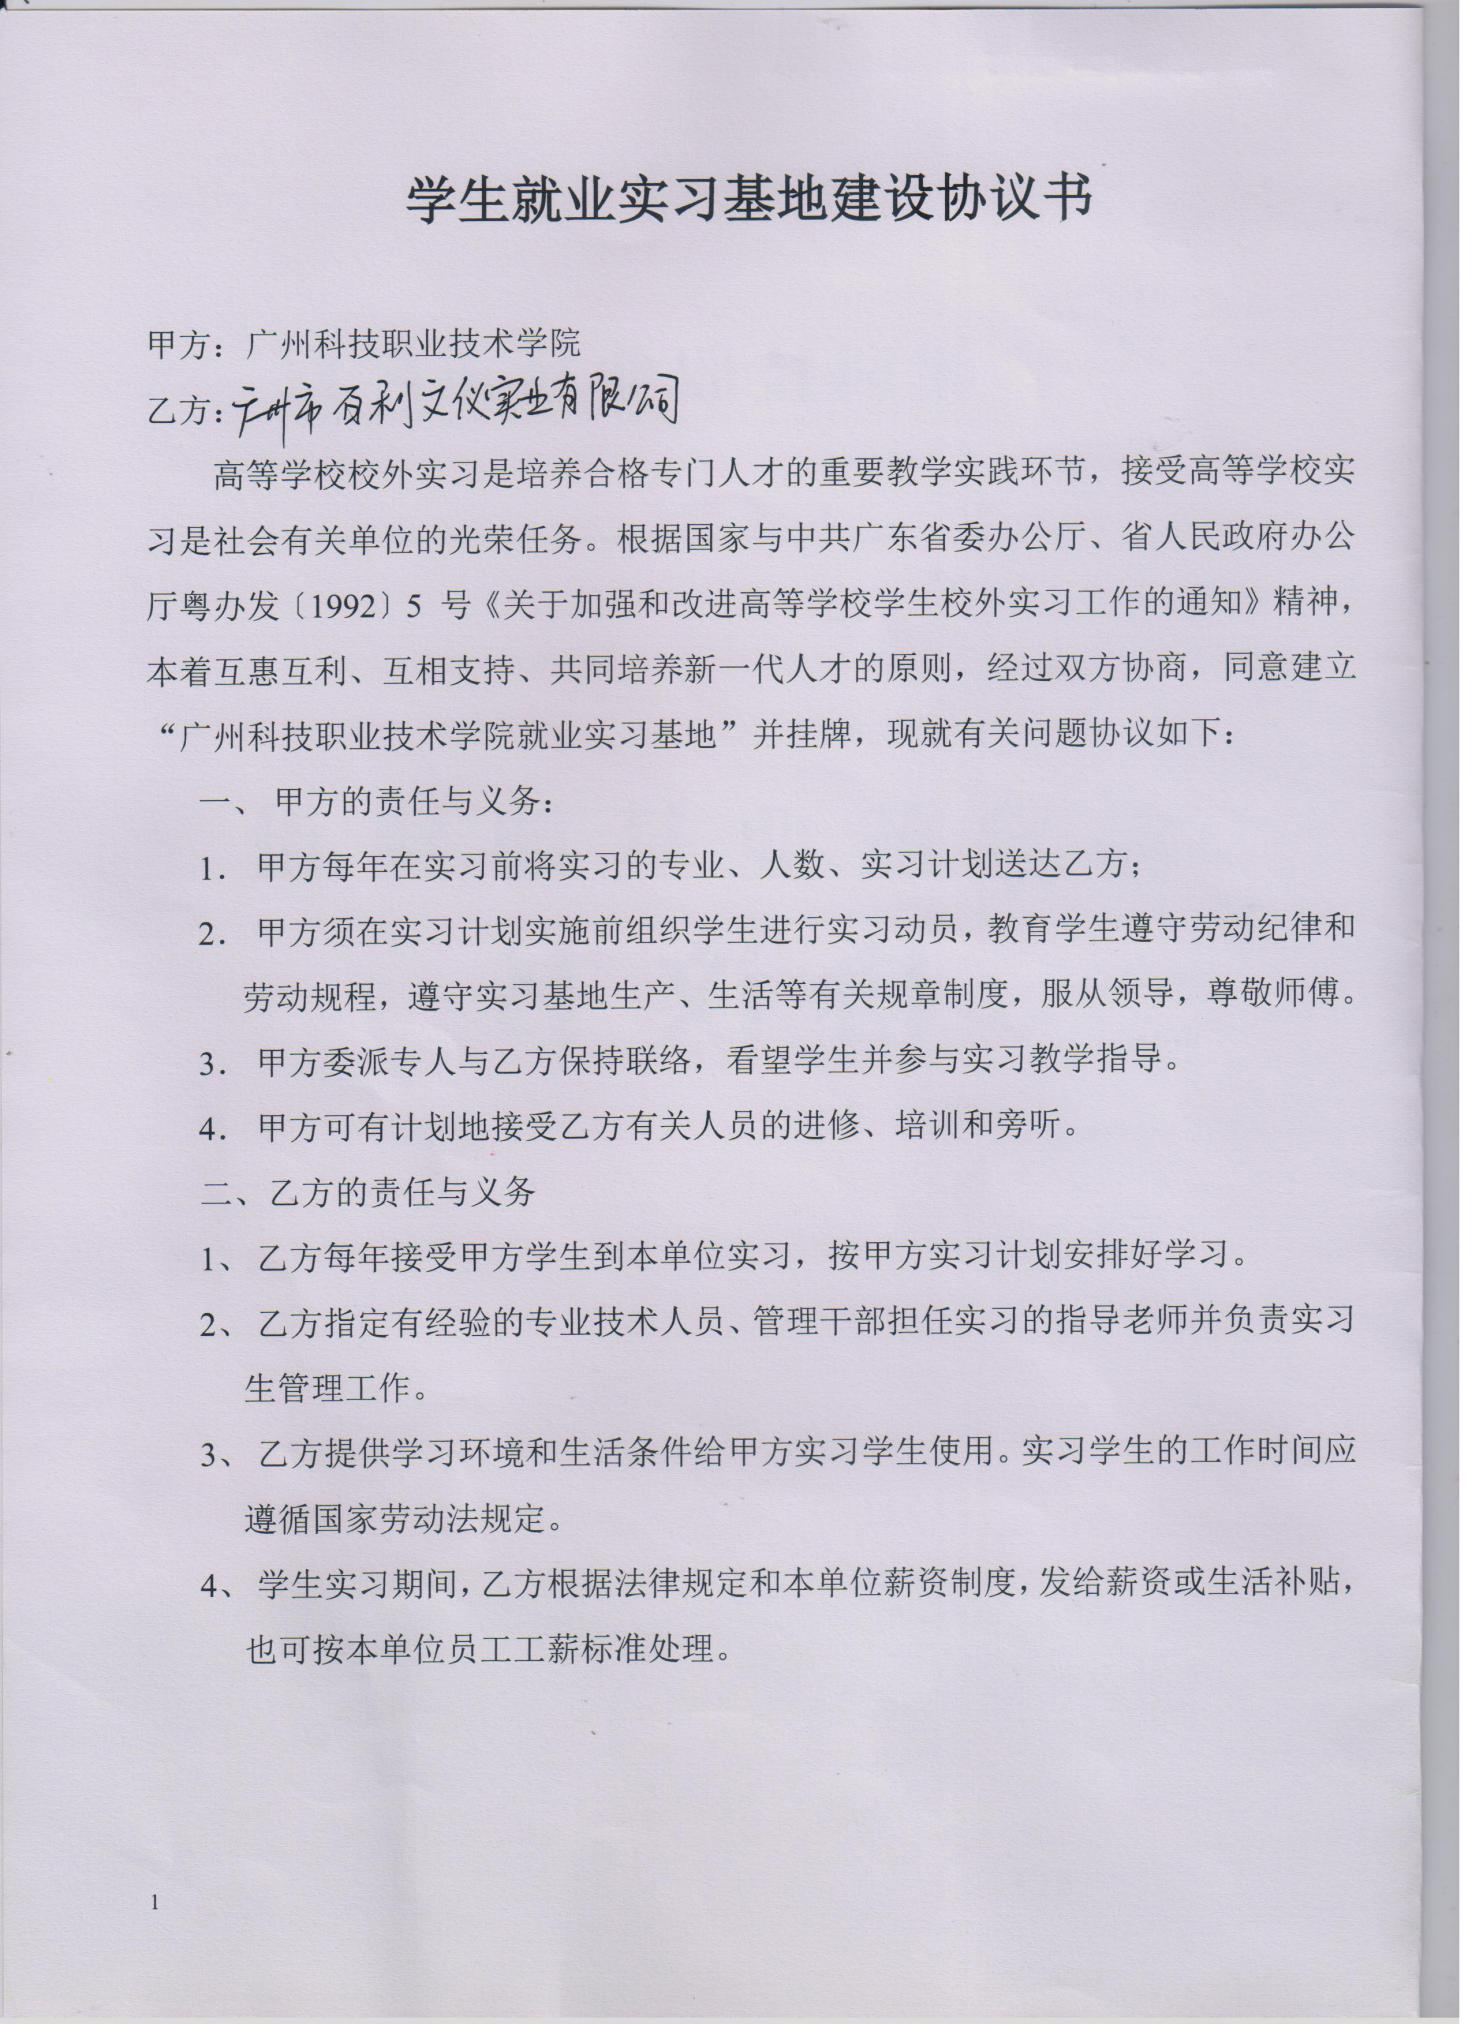 学生就业实习基地建设协议书
甲方：广州科技职业技术学院
乙方：广州市百利文仪实业有限公司
高等学校校外实习是培养合格专门人才的重要教学实践环节，接受高等学校实
习是社会有关单位的光荣任务。根据国家与中共广东省委办公厅、省人民政府办公
厅粤办发〔1992〕5 号《关于加强和改进高等学校学生校外实习工作的通知》精神，
本着互惠互利、互相支持、共同培养新一代人才的原则，经过双方协商，同意建立
“广州科技职业技术学院就业实习基地”并挂牌，现就有关问题协议如下：
一、 甲方的责任与义务：
1. 甲方每年在实习前将实习的专业、人数、实习计划送达乙方；
2. 甲方须在实习计划实施前组织学生进行实习动员，教育学生遵守劳动纪律和
劳动规程，遵守实习基地生产、生活等有关规章制度，服从领导，尊敬师傅。
3. 甲方委派专人与乙方保持联络，看望学生并参与实习教学指导。
4. 甲方可有计划地接受乙方有关人员的进修、培训和旁听。
二、乙方的责任与义务
1、 乙方每年接受甲方学生到本单位实习，按甲方实习计划安排好学习。
2、 乙方指定有经验的专业技术人员、管理干部担任实习的指导老师并负责实习
生管理工作。
3、 乙方提供学习环境和生活条件给甲方实习学生使用。实习学生的工作时间应
遵循国家劳动法规定。
4、 学生实习期间，乙方根据法律规定和本单位薪资制度，发给薪资或生活补贴，
也可按本单位员工工薪标准处理。
1